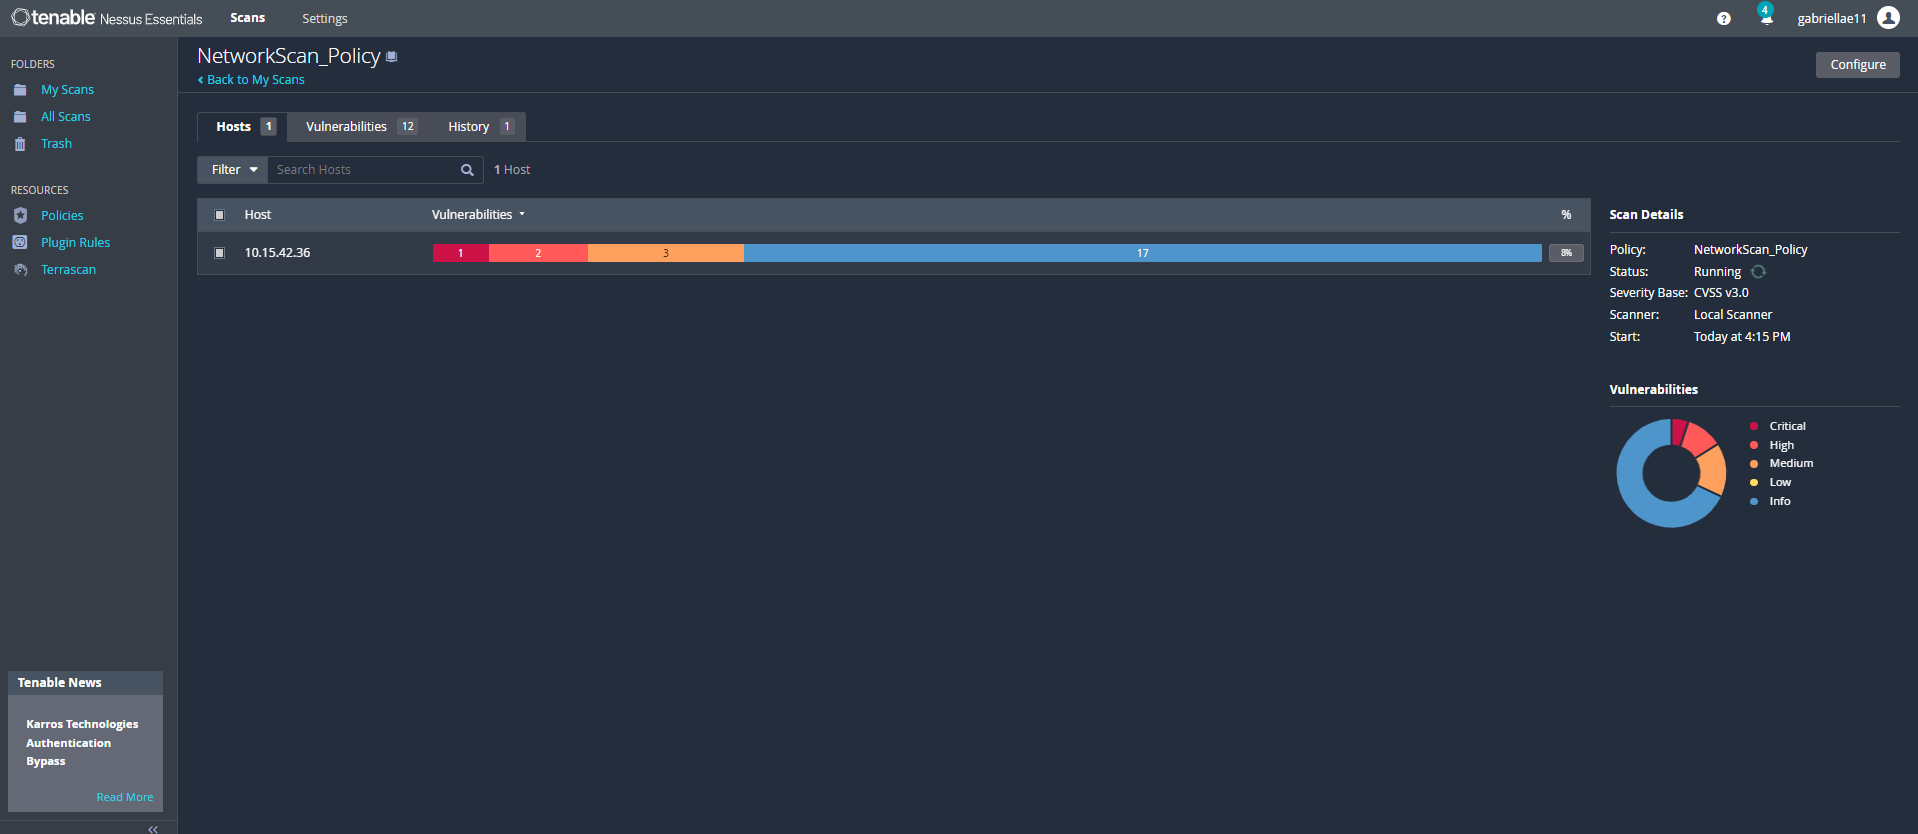 tenable Nessus Essentials Scans Settings ? 4 gabriellae11
FOLDERS
My Scans
All Scans
Trash
RESOURCES
Policies
Plugin Rules
Terrascan
Tenable News
Karros Technologies
Authentication
Bypass
Read More
NetworkScan_Policy
Back to My Scans
Configure
Hosts 1 Vulnerabilities 12 History 1
Filter Search Hosts 1 Host
Host Vulnerabilities %
10.15.42.36 1 2 3 17 8%
Scan Details
Policy: NetworkScan_Policy
Status: Running
Severity Base: CVSS v3.0
Scanner: Local Scanner
Start: Today at 4:15 PM
Vulnerabilities
Critical
High
Medium
Low
Info